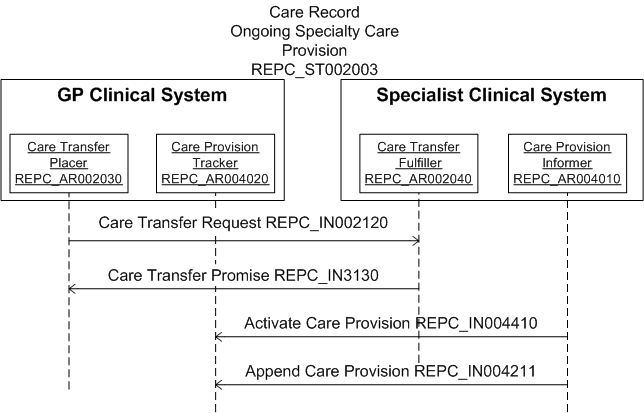 Care Record
Ongoing Specialty Care
Provision
REPC_ST002003
GP Clinical System
Specialist Clinical System
Care Transfer
Placer
REPC_AR002030
Care Provision
Tracker
REPC_AR004020
Care Transfer
Fulfiller
REPC_AR002040
Care Provision
Informer
REPC_AR004010
Care Transfer Request REPC_IN002120
Care Transfer Promise REPC_IN3130
Activate Care Provision REPC_IN004410
Append Care Provision REPC_IN004211